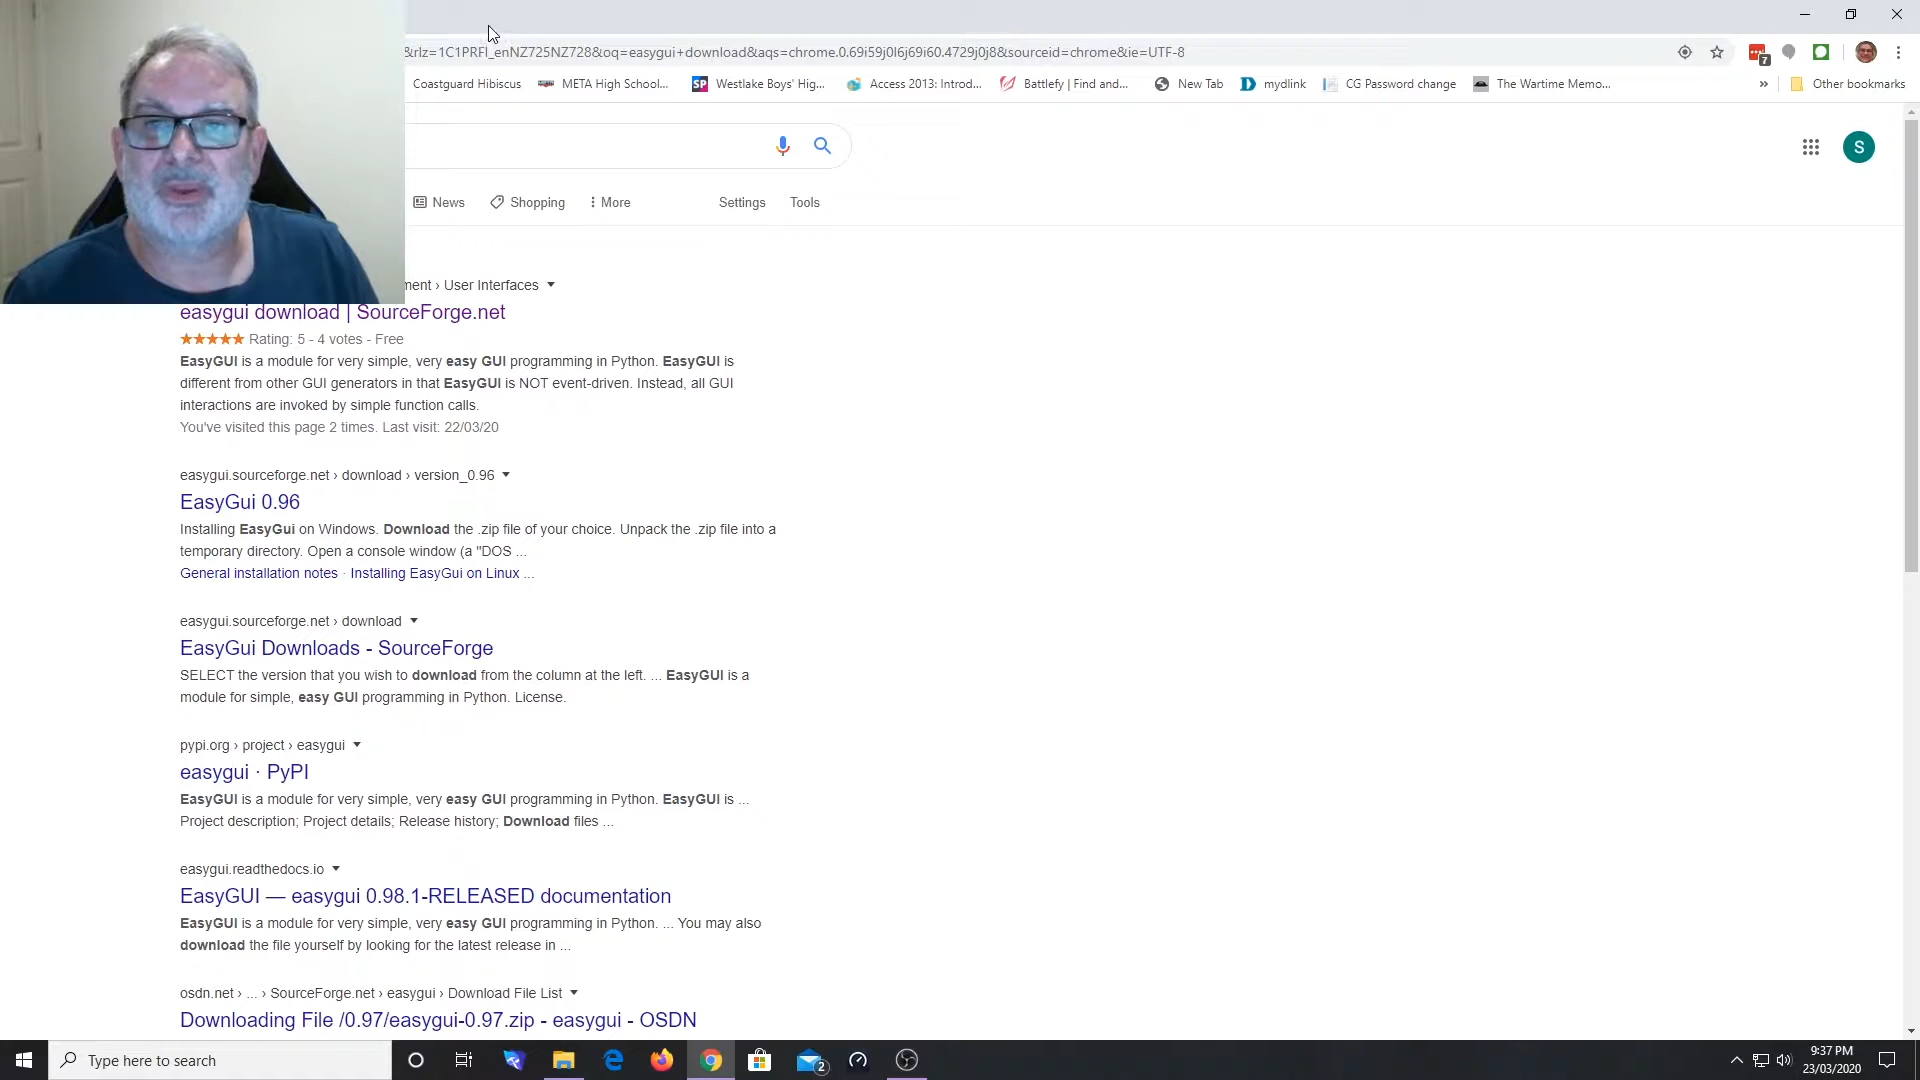 &rlz=1C1PRFI_enNZ725NZ728&oq=easygui+download&aqs=chrome.0.69i59j0l6j69i60.4729j0j8&sourceid=chrome&ie=UTF-8
7
Coastguard Hibiscus META High School... SP Westlake Boys' Hig... Access 2013: Introd... Battlefy | Find and... New Tab D mydlink CG Password change The Wartime Memo... » Other bookmarks
S
News Shopping More Settings Tools
ment › User Interfaces
easygui download | SourceForge.net
Rating: 5 - 4 votes - Free
EasyGUI is a module for very simple, very easy GUI programming in Python. EasyGUI is
different from other GUI generators in that EasyGUI is NOT event-driven. Instead, all GUI
interactions are invoked by simple function calls.
You've visited this page 2 times. Last visit: 22/03/20
easygui.sourceforge.net › download › version_0.96
EasyGui 0.96
Installing EasyGui on Windows. Download the .zip file of your choice. Unpack the .zip file into a
temporary directory. Open a console window (a "DOS ...
General installation notes · Installing EasyGui on Linux ...
easygui.sourceforge.net › download
EasyGui Downloads - SourceForge
SELECT the version that you wish to download from the column at the left. ... EasyGUI is a
module for simple, easy GUI programming in Python. License.
pypi.org › project › easygui
easygui · PyPI
EasyGUI is a module for very simple, very easy GUI programming in Python. EasyGUI is ...
Project description; Project details; Release history; Download files ...
easygui.readthedocs.io
EasyGUI — easygui 0.98.1-RELEASED documentation
EasyGUI is a module for very simple, very easy GUI programming in Python. ... You may also
download the file yourself by looking for the latest release in ...
osdn.net › ... › SourceForge.net › easygui › Download File List
Downloading File /0.97/easygui-0.97.zip - easygui - OSDN
Type here to search
2
9:37 PM
23/03/2020